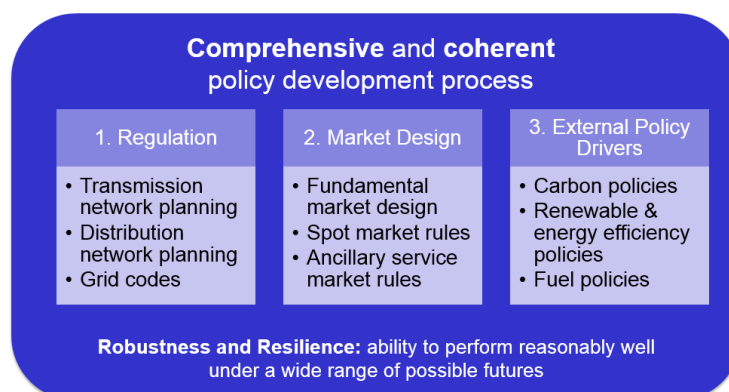 Comprehensive and coherent
policy development process
1. Regulation
• Transmission
network planning
• Distribution
network planning
• Grid codes
2. Market Design
• Fundamental
market design
• Spot market rules
• Ancillary service
market rules
3. External Policy
Drivers
• Carbon policies
• Renewable &
energy efficiency
policies
• Fuel policies
Robustness and Resilience: ability to perform reasonably well
under a wide range of possible futures